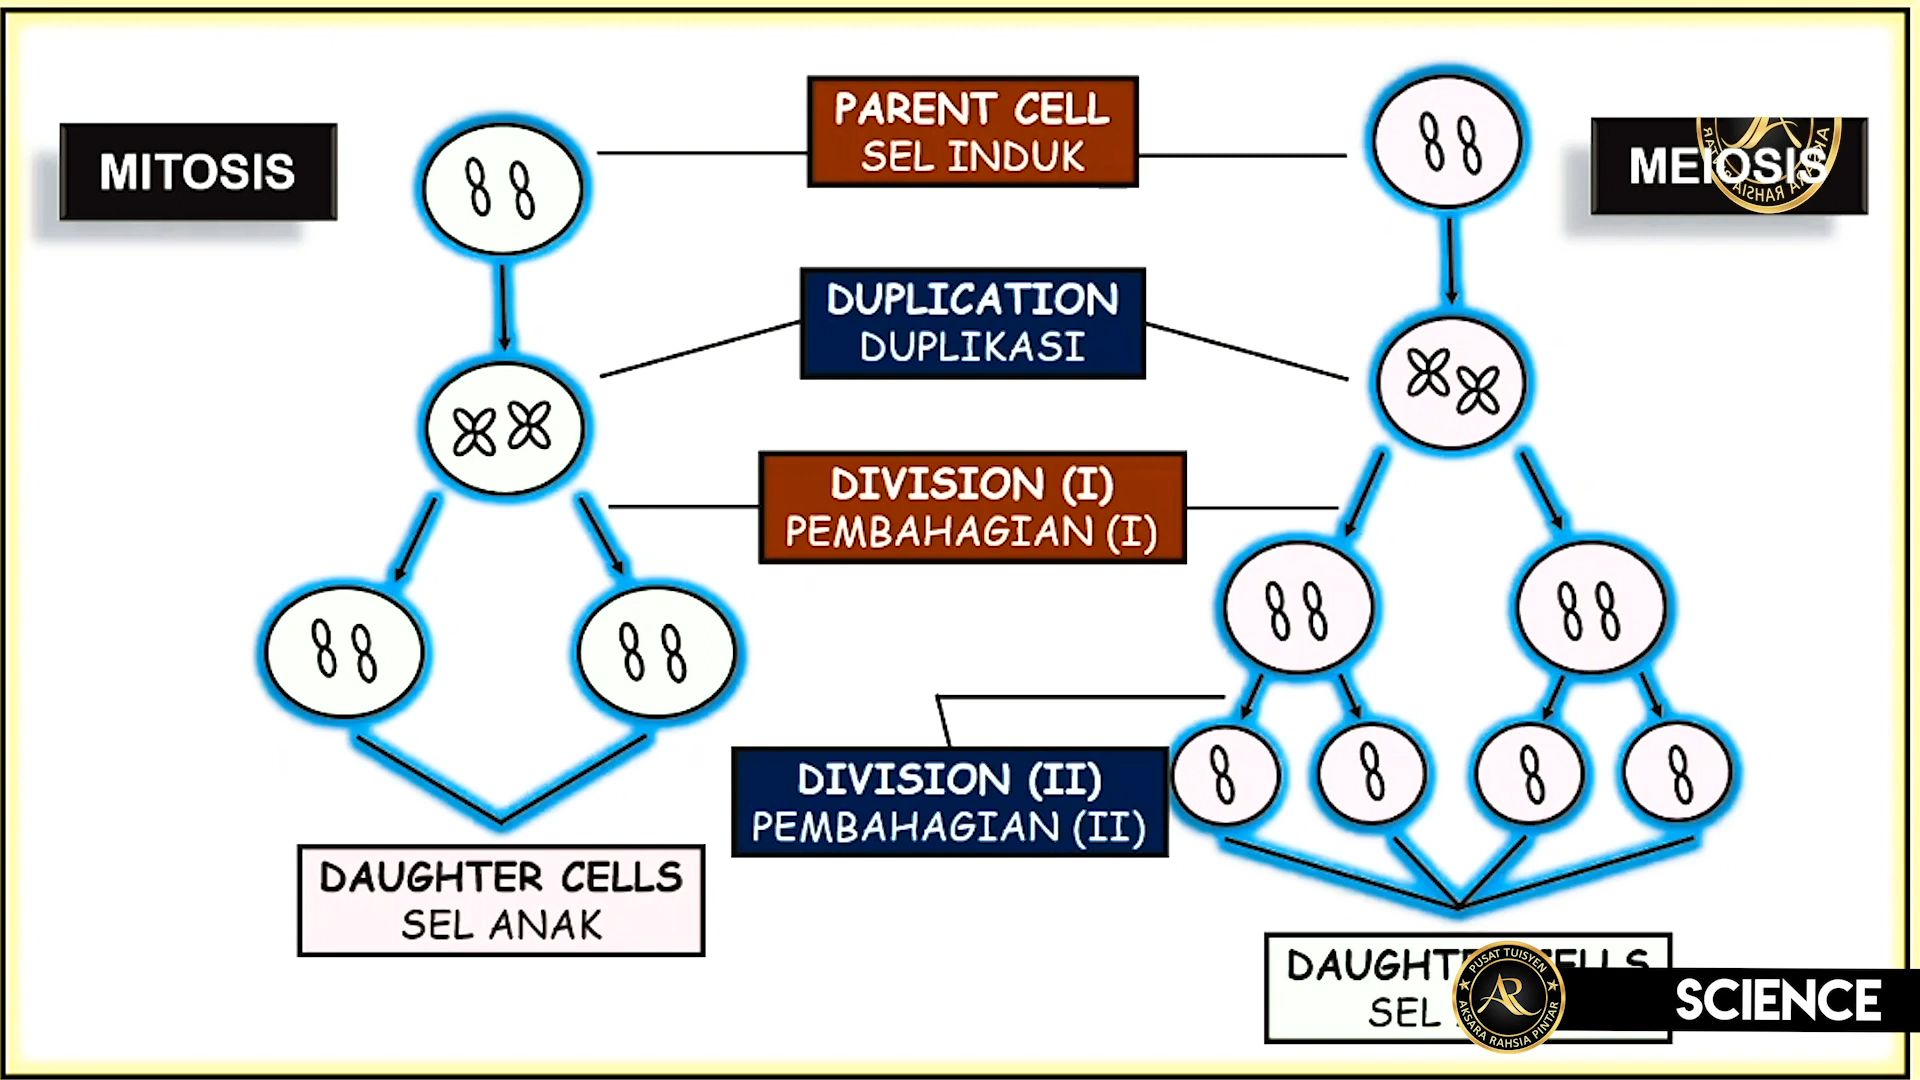 MITOSIS
PARENT CELL
SEL INDUK
MEIOSIS
DUPLICATION
DUPLIKASI
DIVISION (I)
PEMBAHAGIAN (I)
DIVISION (II)
PEMBAHAGIAN (II)
DAUGHTER CELLS
SEL ANAK
SEL
PUSAT TUISYEN
AR
AKSARA RAHSIA PINTAR
SCIENCE